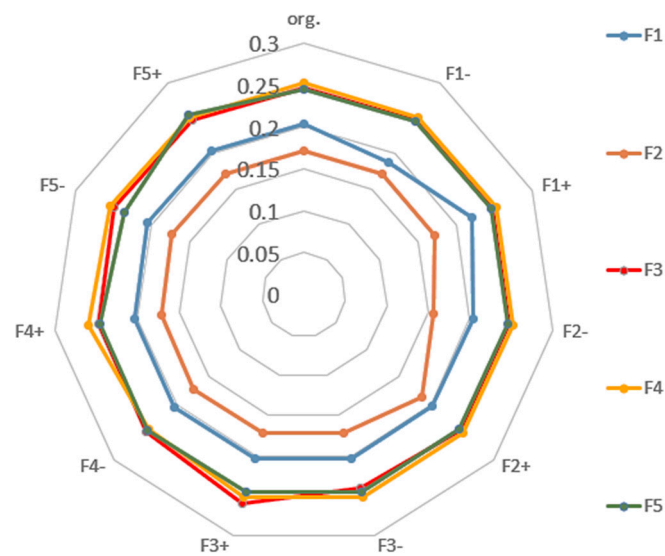 org.
F1-
F1+
F2-
F2+
F3-
F3+
F4-
F4+
F5-
F5+
0.3
0.25
0.2
0.15
0.1
0.05
0
F1
F2
F3
F4
F5